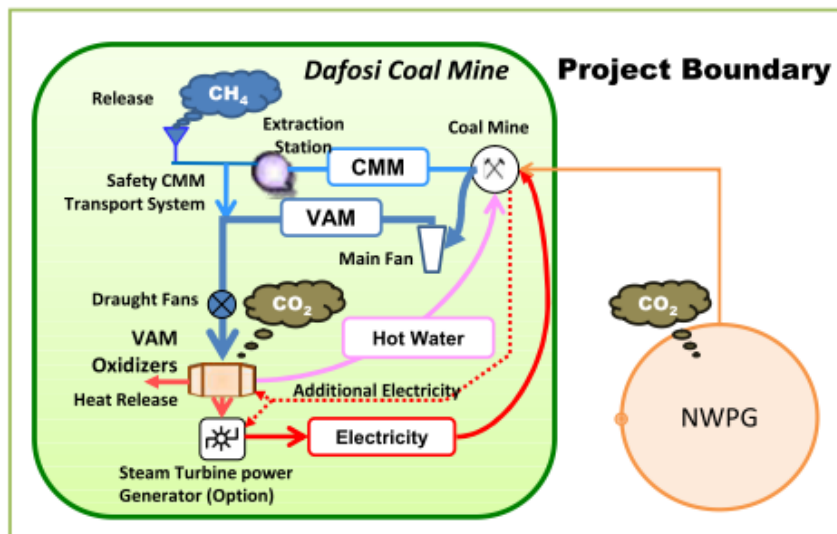 Dafosi Coal Mine
Project Boundary
CH4
Release
Extraction
Station
Coal Mine
CMM
Safety CMM
Transport System
VAM
Main Fan
Draught Fans
CO2
CO2
VAM
Oxidizers
Hot Water
Heat Release
Additional Electricity
NWPG
Electricity
Steam Turbine power
Generator (Option)